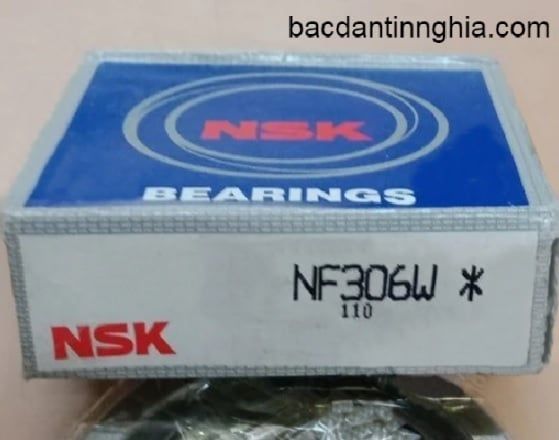 bacdantinnghia.com
NSK
BEARINGS
NF306W *
110
NSK